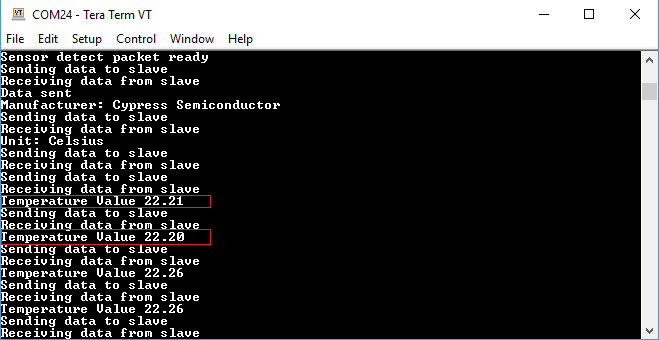 VT COM24 - Tera Term VT
File Edit Setup Control Window Help
Sensor detect packet ready
Sending data to slave
Receiving data from slave
Data sent
Manufacturer: Cypress Semiconductor
Sending data to slave
Receiving data from slave
Unit: Celsius
Sending data to slave
Receiving data from slave
Sending data to slave
Receiving data from slave
Temperature Value 22.21
Sending data to slave
Receiving data from slave
Temperature Value 22.20
Sending data to slave
Receiving data from slave
Temperature Value 22.26
Sending data to slave
Receiving data from slave
Temperature Value 22.26
Sending data to slave
Receiving data from slave